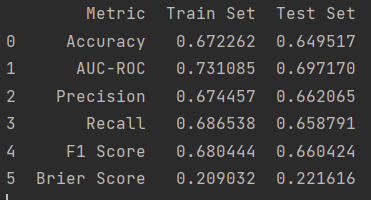 Metric Train Set Test Set
0 Accuracy 0.672262 0.649517
1 AUC-ROC 0.731085 0.697170
2 Precision 0.674457 0.662065
3 Recall 0.686538 0.658791
4 F1 Score 0.680444 0.660424
5 Brier Score 0.209032 0.221616